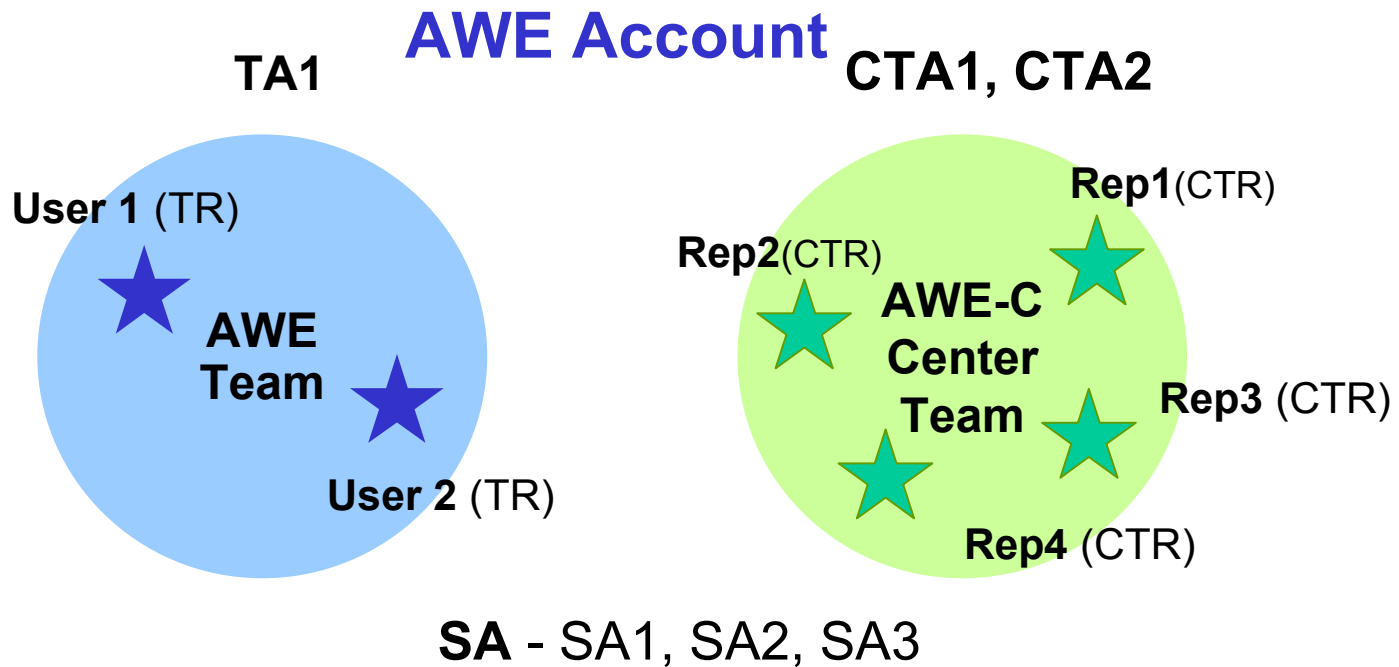 AWE Account
TA1
CTA1, CTA2
User 1 (TR)
AWE
Team
User 2 (TR)
Rep1(CTR)
Rep2(CTR)
AWE-C
Center
Team
Rep3 (CTR)
Rep4 (CTR)
SA - SA1, SA2, SA3